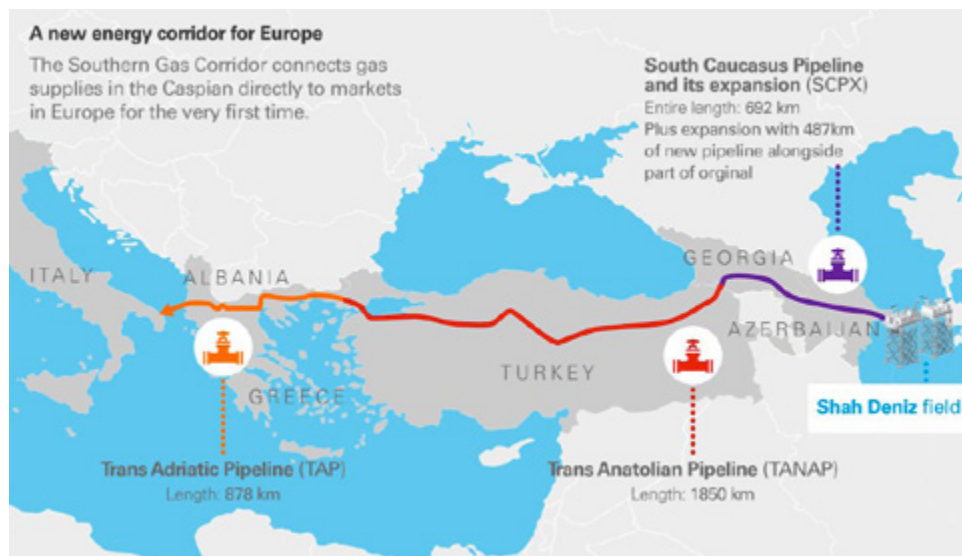 A new energy corridor for Europe
The Southern Gas Corridor connects gas
supplies in the Caspian directly to markets
in Europe for the very first time.
South Caucasus Pipeline
and its expansion (SCPX)
Entire length: 692 km
Plus expansion with 487km
of new pipeline alongside
part of orginal
ITALY
ALBANIA
GEORGIA
AZERBAIJAN
TURKEY
GREECE
Shah Deniz field
Trans Adriatic Pipeline (TAP)
Length: 878 km
Trans Anatolian Pipeline (TANAP)
Length: 1850 km